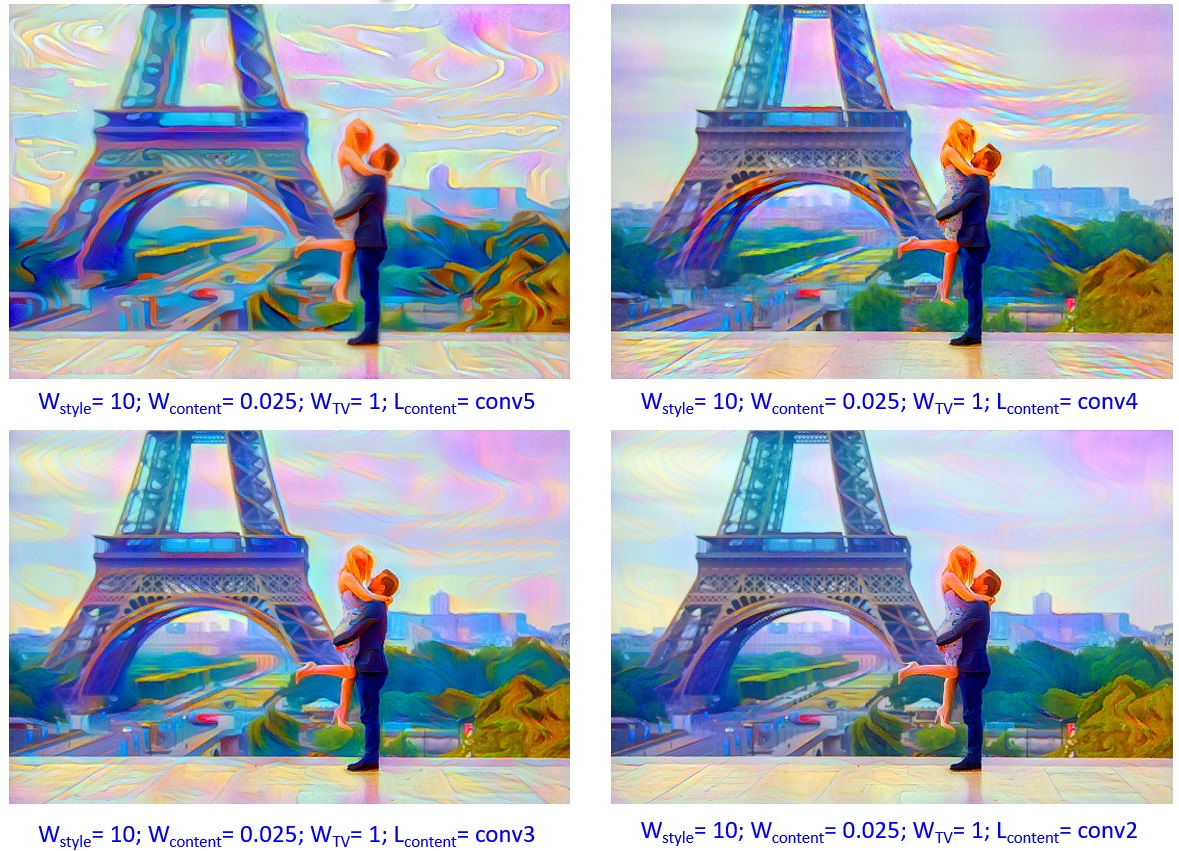 Wstyle= 10; Wcontent= 0.025; WTV= 1; Lcontent= conv5
Wstyle= 10; Wcontent= 0.025; WTV= 1; Lcontent= conv4
Wstyle= 10; Wcontent= 0.025; WTV= 1; Lcontent= conv3
Wstyle= 10; Wcontent= 0.025; WTV= 1; Lcontent= conv2